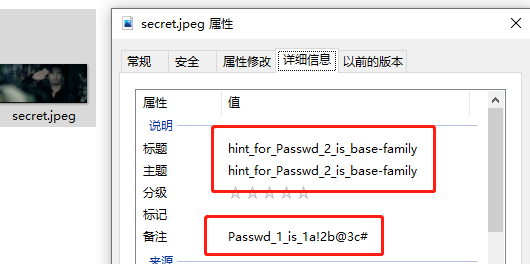 secret.jpeg
secret.jpeg 属性
常规 安全 属性修改 详细信息 以前的版本
属性 值
说明
标题 hint_for_Passwd_2_is_base-family
主题 hint_for_Passwd_2_is_base-family
分级
标记
备注 Passwd_1_is_1a!2b@3c#
来源